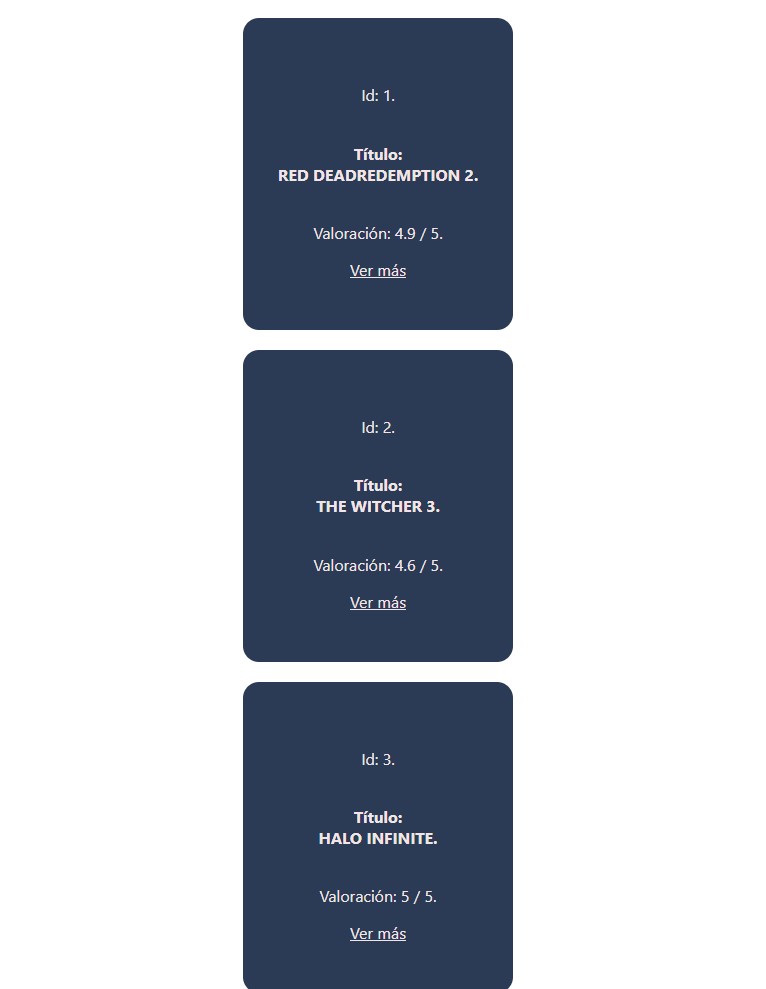 Id: 1.
Título:
RED DEADREDEMPTION 2.
Valoración: 4.9 / 5.
Ver más
Id: 2.
Título:
THE WITCHER 3.
Valoración: 4.6 / 5.
Ver más
Id: 3.
Título:
HALO INFINITE.
Valoración: 5 / 5.
Ver más